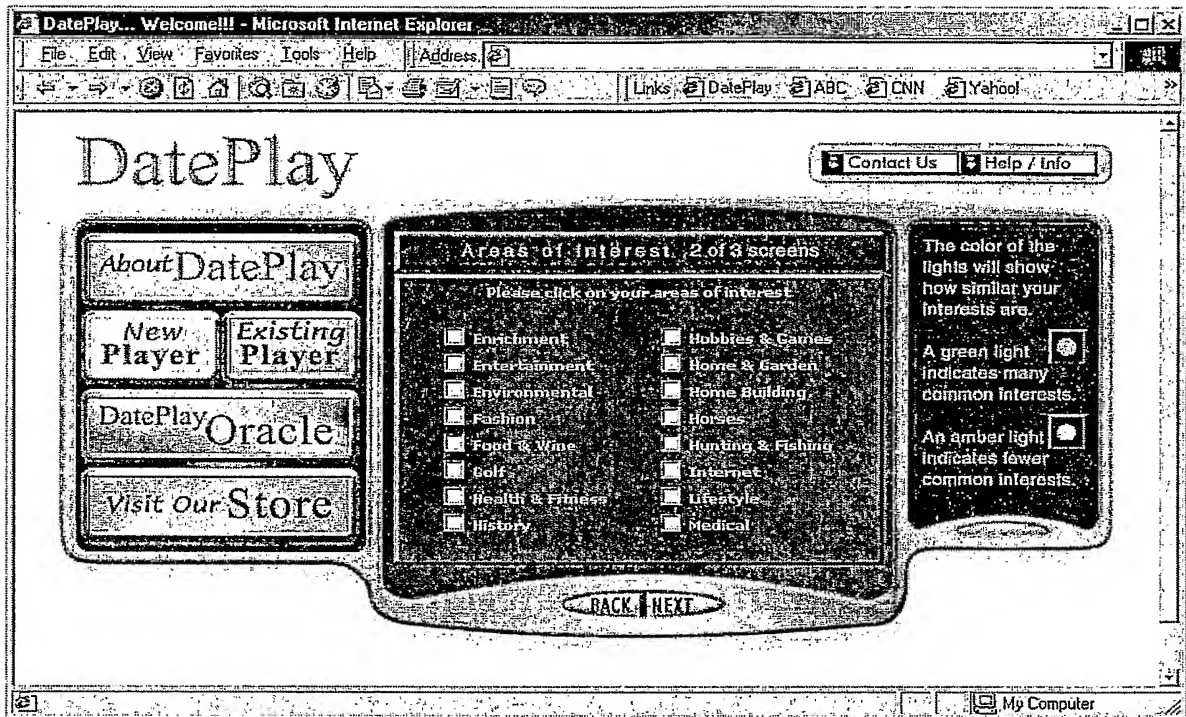 DatePlay... Welcome!!! - Microsoft Internet Explorer
File Edit View Favorites Tools Help Address
Links DatePlay ABC CNN Yahoo! »
DatePlay
Contact Us Help / Info
About DatePlay
New Player
Existing Player
DatePlay Oracle
Visit Our Store
Areas of Interest 2 of 3 screens
Please click on your areas of interest
Enrichment
Entertainment
Environmental
Fashion
Food & Wine
Golf
Health & Fitness
History
Hobbies & Games
Home & Garden
Home Building
Horses
Hunting & Fishing
Internet
Lifestyle
Medical
BACK NEXT
The color of the
lights will show
how similar your
interests are.
A green light
indicates many
common interests.
An amber light
indicates fewer
common interests.
My Computer